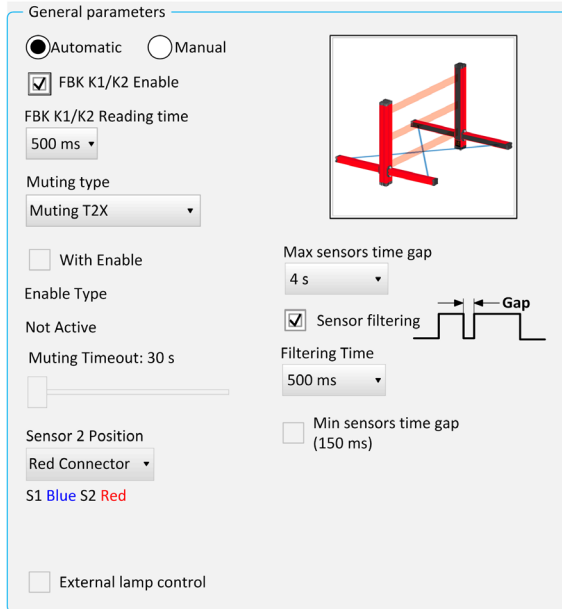 General parameters
Automatic
Manual
FBK K1/K2 Enable
FBK K1/K2 Reading time
500 ms
Muting type
Muting T2X
With Enable
Enable Type
Not Active
Muting Timeout: 30 s
Sensor 2 Position
Red Connector
S1 Blue S2 Red
External lamp control
Max sensors time gap
4 s
Sensor filtering
Gap
Filtering Time
500 ms
Min sensors time gap
(150 ms)